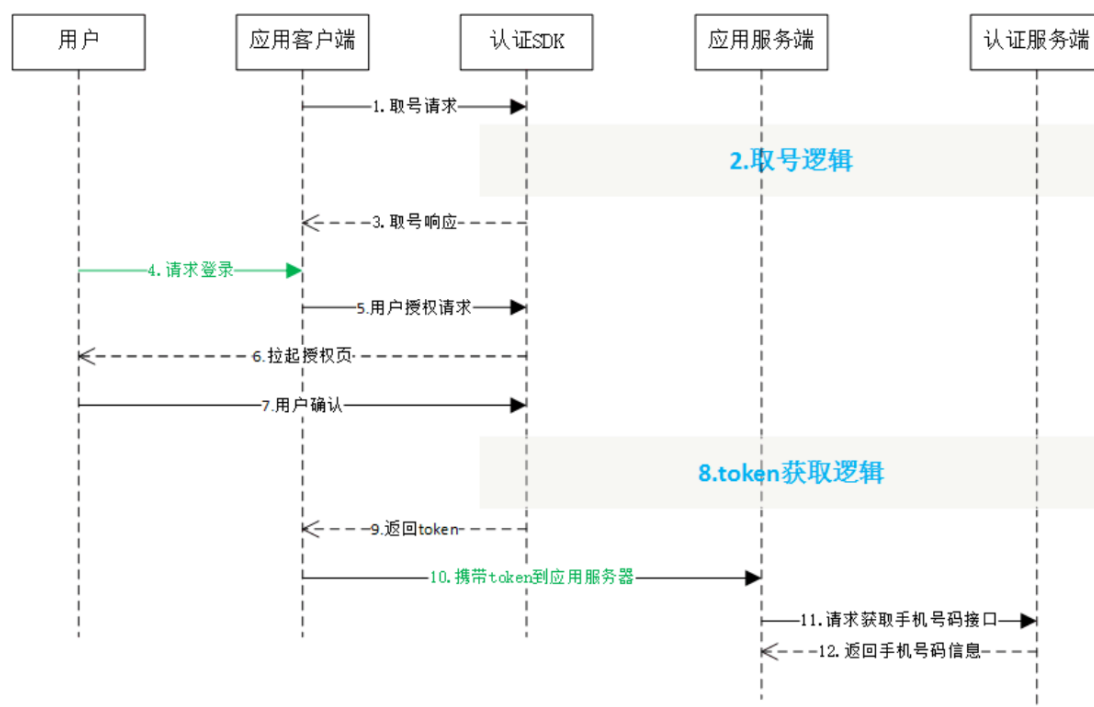 用户
应用客户端
认证SDK
应用服务端
认证服务端
1.取号请求
2.取号逻辑
3.取号响应
4.请求登录
5.用户授权请求
6.拉起授权页
7.用户确认
8.token获取逻辑
9.返回token
10.携带token到应用服务器
11.请求获取手机号码接口
12.返回手机号码信息